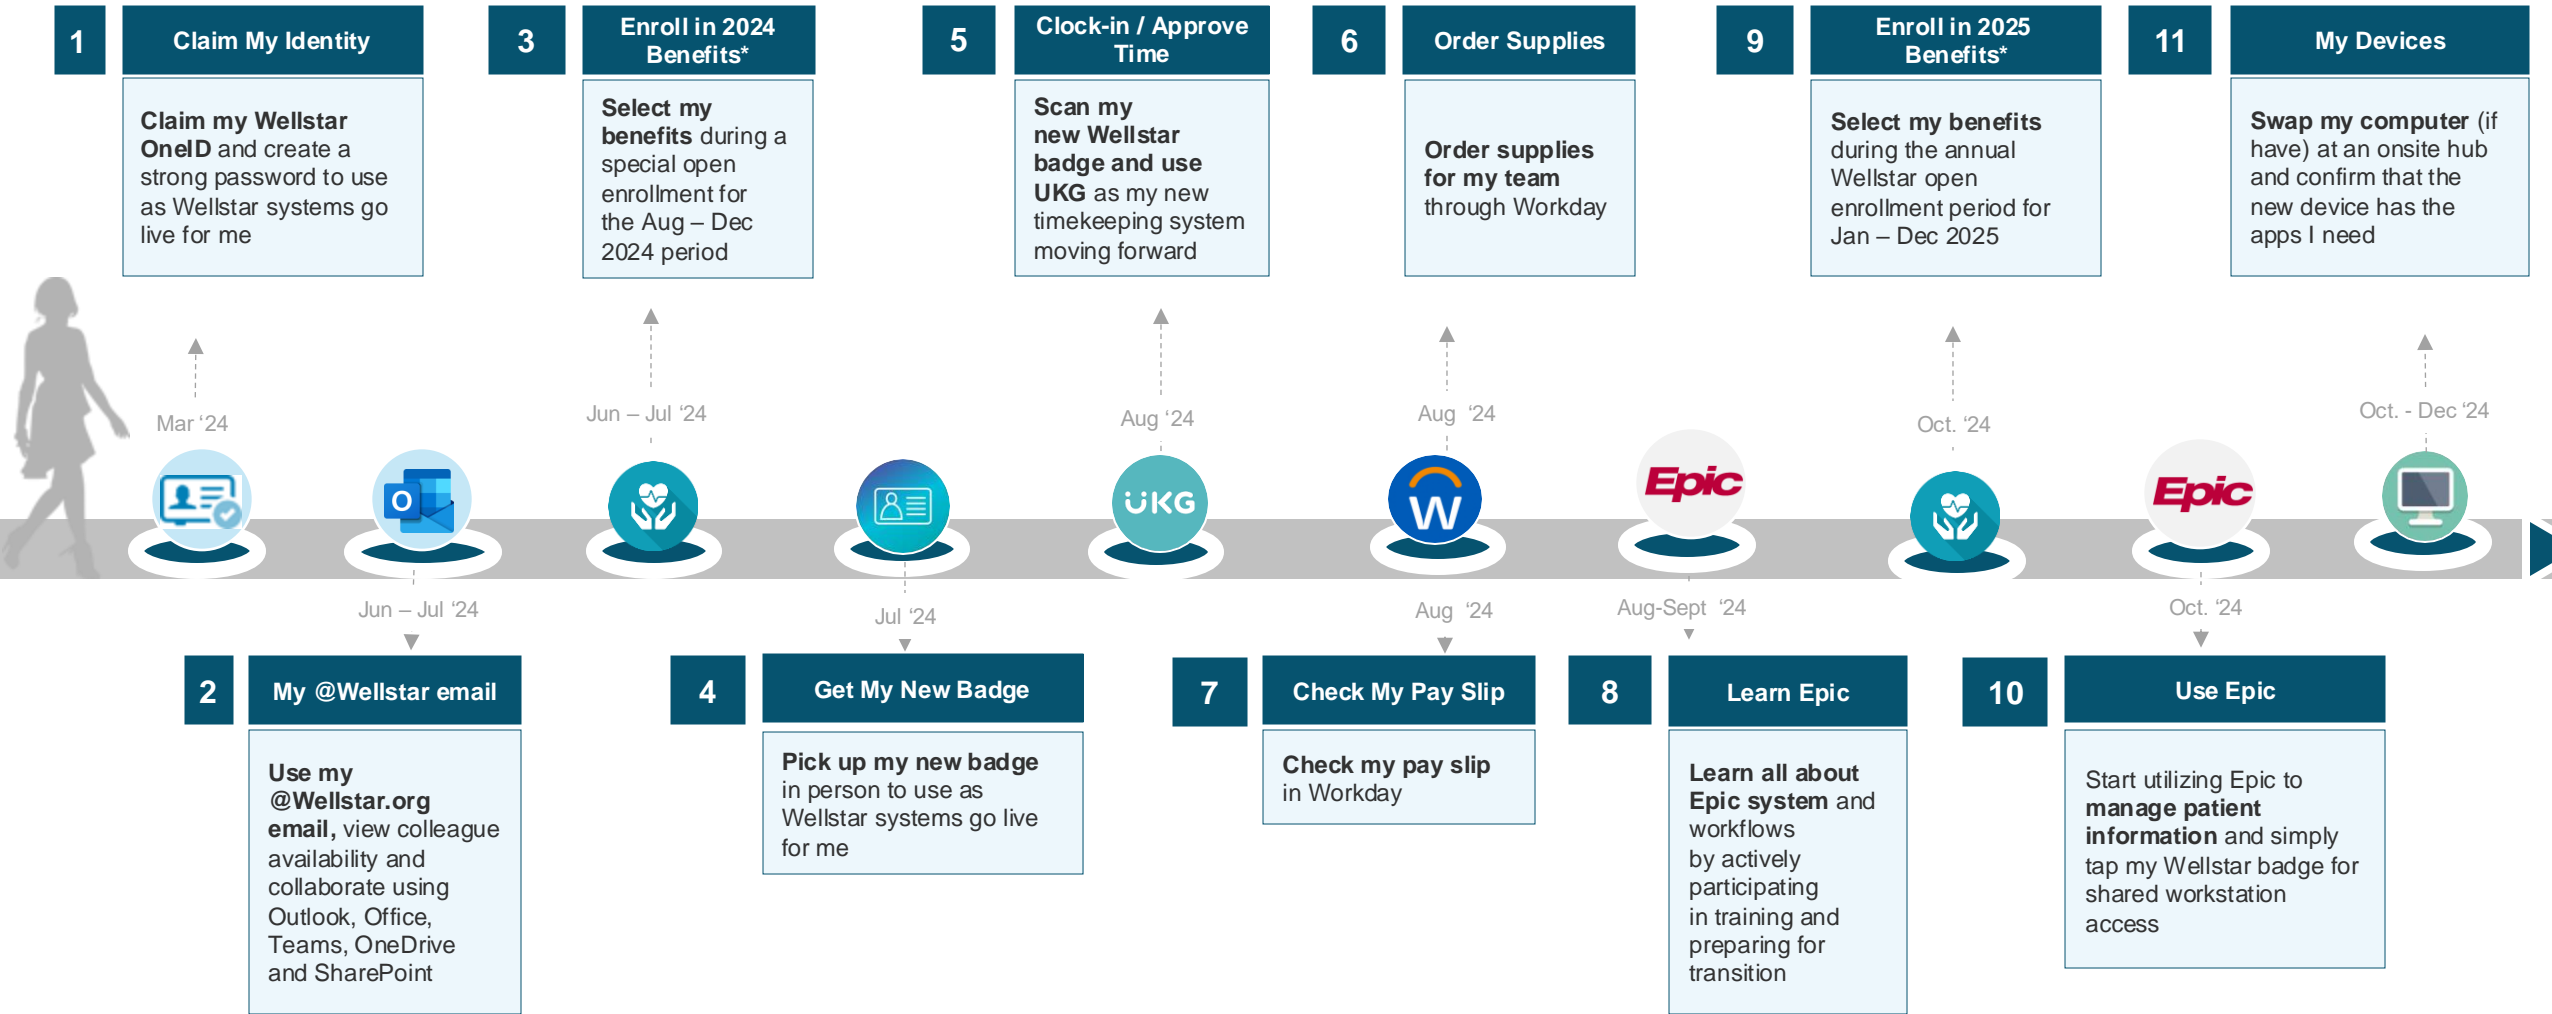 1
Claim My Identity
Claim my Wellstar
OneID and create a
strong password to use
as Wellstar systems go
live for me
3
Enroll in 2024
Benefits*
Select my
benefits during a
special open
enrollment for
the Aug – Dec
2024 period
5
Clock-in / Approve
Time
Scan my
new Wellstar
badge and use
UKG as my new
timekeeping system
moving forward
6
Order Supplies
Order supplies
for my team
through Workday
9
Enroll in 2025
Benefits*
Select my benefits
during the annual
Wellstar open
enrollment period for
Jan – Dec 2025
11
My Devices
Swap my computer (if
have) at an onsite hub
and confirm that the
new device has the
apps I need
Mar ‘24
Jun – Jul ‘24
Aug ‘24
Aug ‘24
Oct. ‘24
Oct. - Dec ‘24
O
UKG
W
Epic
Epic
Jun – Jul ‘24
Jul ‘24
Aug ‘24
Aug-Sept ‘24
Oct. ‘24
2
My @Wellstar email
Use my
@Wellstar.org
email, view colleague
availability and
collaborate using
Outlook, Office,
Teams, OneDrive
and SharePoint
4
Get My New Badge
Pick up my new badge
in person to use as
Wellstar systems go live
for me
7
Check My Pay Slip
Check my pay slip
in Workday
8
Learn Epic
Learn all about
Epic system and
workflows
by actively
participating
in training and
preparing for
transition
10
Use Epic
Start utilizing Epic to
manage patient
information and simply
tap my Wellstar badge for
shared workstation
access